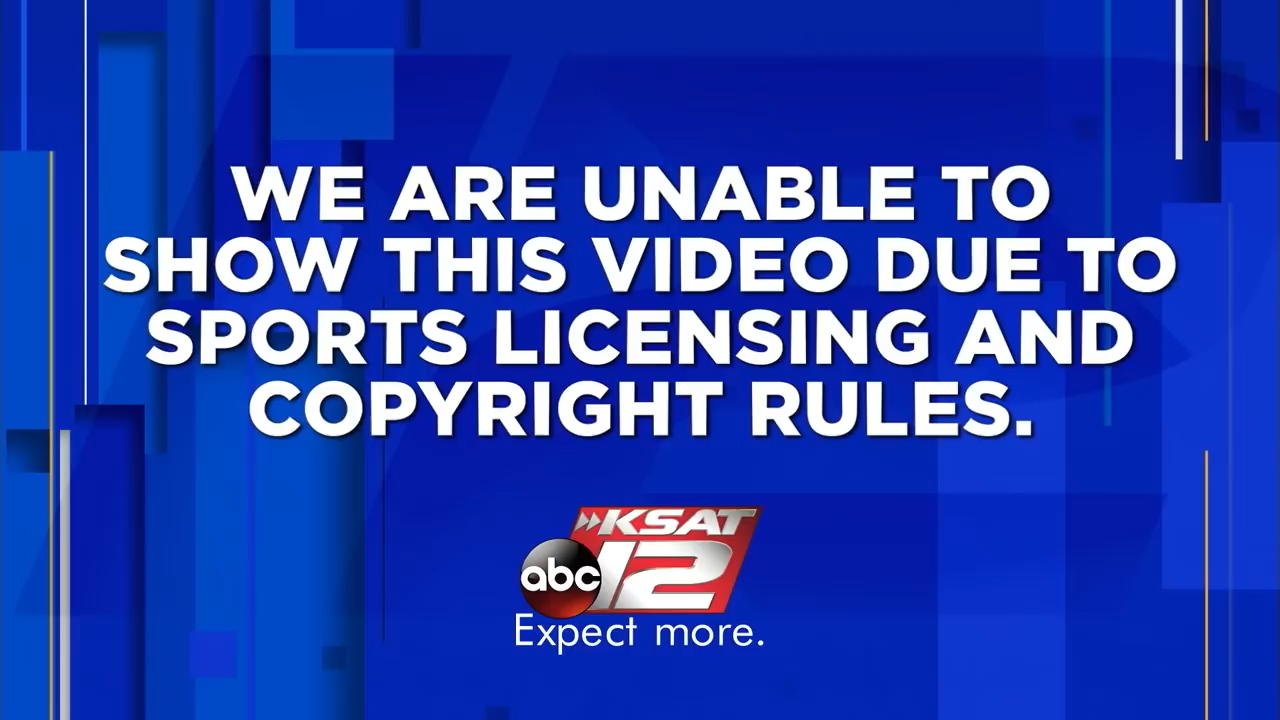 WE ARE UNABLE TO
SHOW THIS VIDEO DUE TO
SPORTS LICENSING AND
COPYRIGHT RULES.
KSAT
abc 12
Expect more.